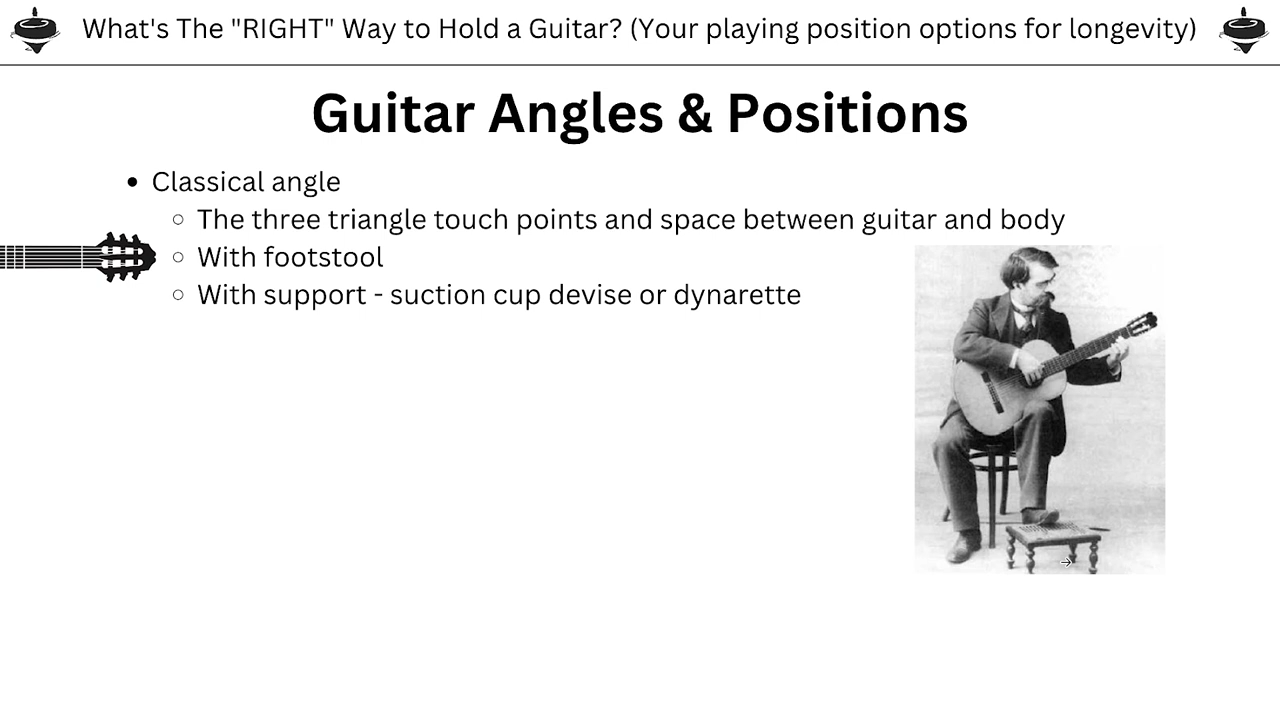 What's The "RIGHT" Way to Hold a Guitar? (Your playing position options for longevity)
Guitar Angles & Positions
Classical angle
The three triangle touch points and space between guitar and body
With footstool
With support - suction cup devise or dynarette